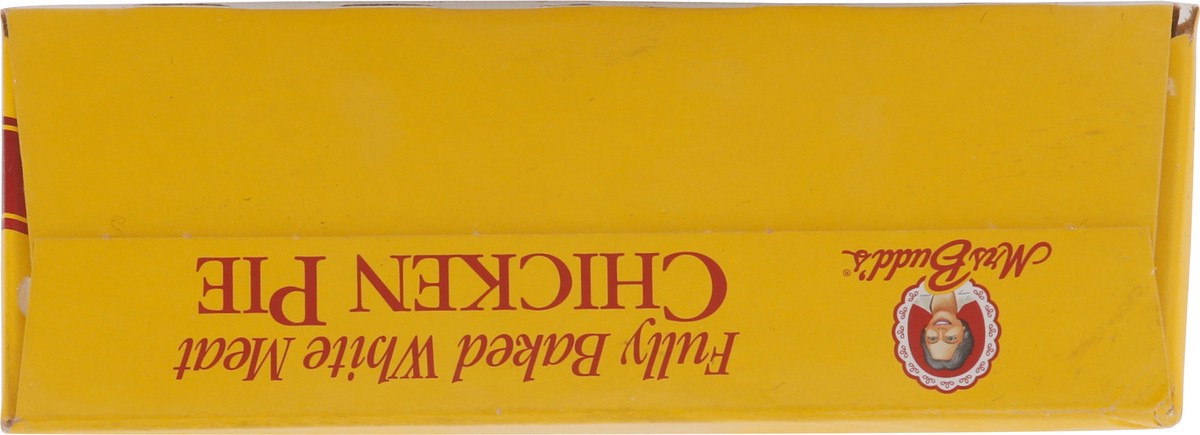 Mrs Budd's®
Fully Baked White Meat
CHICKEN PIE